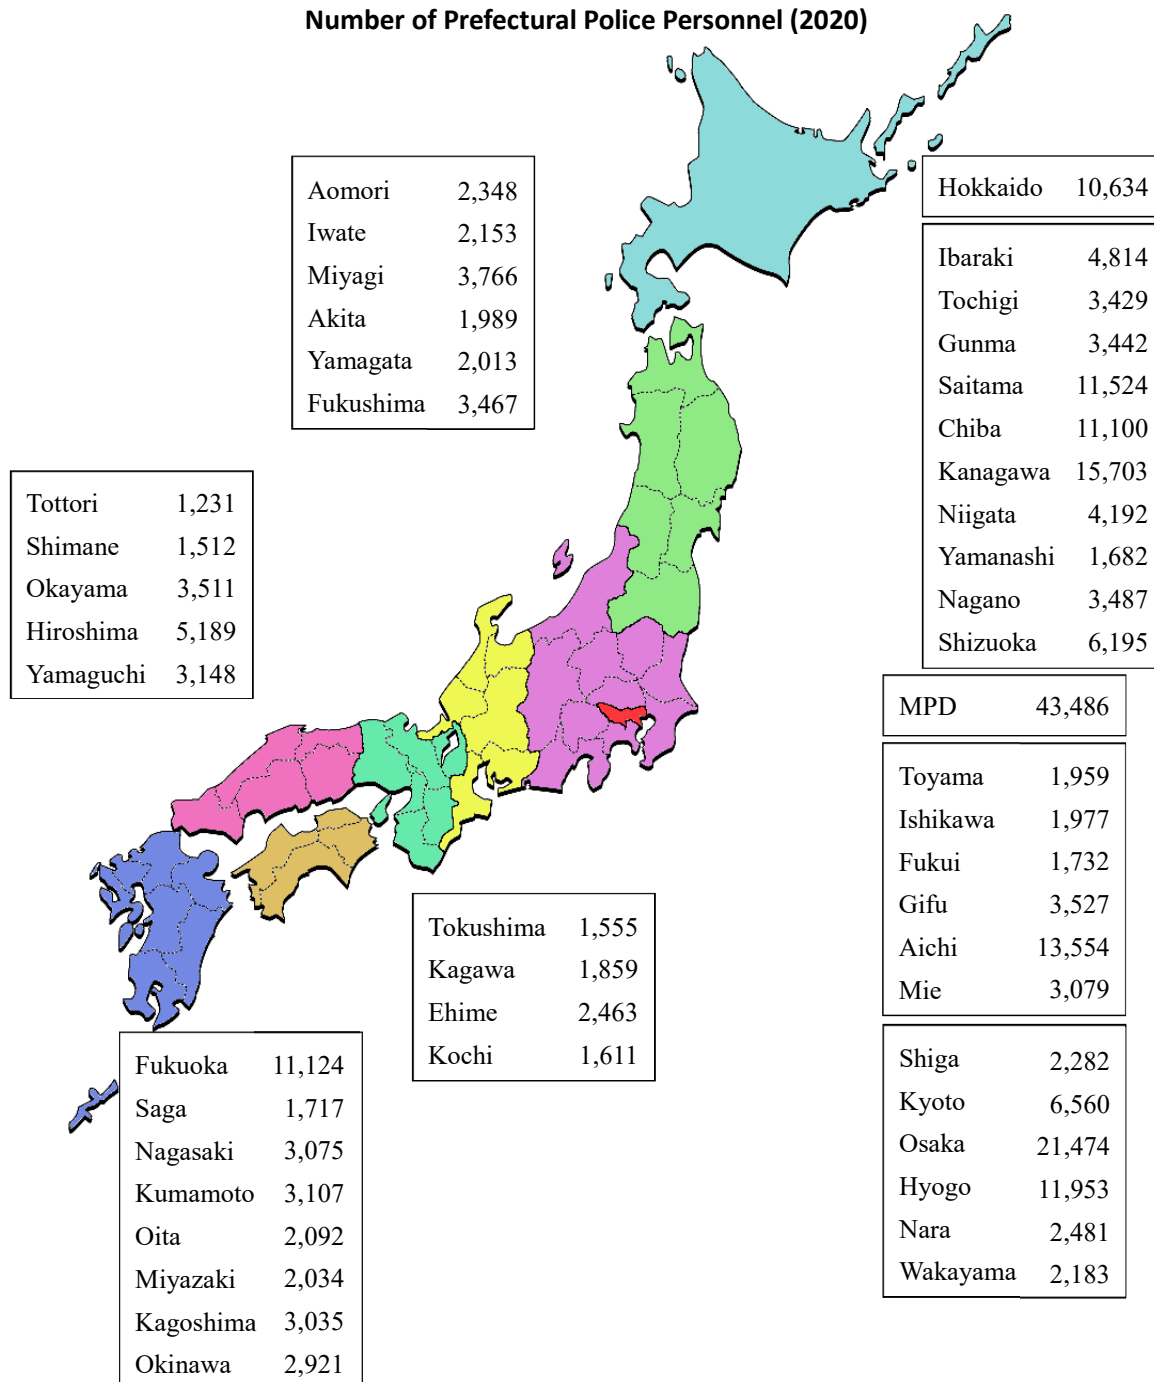 Number of Prefectural Police Personnel (2020)
Aomori 2,348
Iwate 2,153
Miyagi 3,766
Akita 1,989
Yamagata 2,013
Fukushima 3,467
Hokkaido 10,634
Ibaraki 4,814
Tochigi 3,429
Gunma 3,442
Saitama 11,524
Chiba 11,100
Kanagawa 15,703
Niigata 4,192
Yamanashi 1,682
Nagano 3,487
Shizuoka 6,195
Tottori 1,231
Shimane 1,512
Okayama 3,511
Hiroshima 5,189
Yamaguchi 3,148
MPD 43,486
Toyama 1,959
Ishikawa 1,977
Fukui 1,732
Gifu 3,527
Aichi 13,554
Mie 3,079
Tokushima 1,555
Kagawa 1,859
Ehime 2,463
Kochi 1,611
Shiga 2,282
Kyoto 6,560
Osaka 21,474
Hyogo 11,953
Nara 2,481
Wakayama 2,183
Fukuoka 11,124
Saga 1,717
Nagasaki 3,075
Kumamoto 3,107
Oita 2,092
Miyazaki 2,034
Kagoshima 3,035
Okinawa 2,921